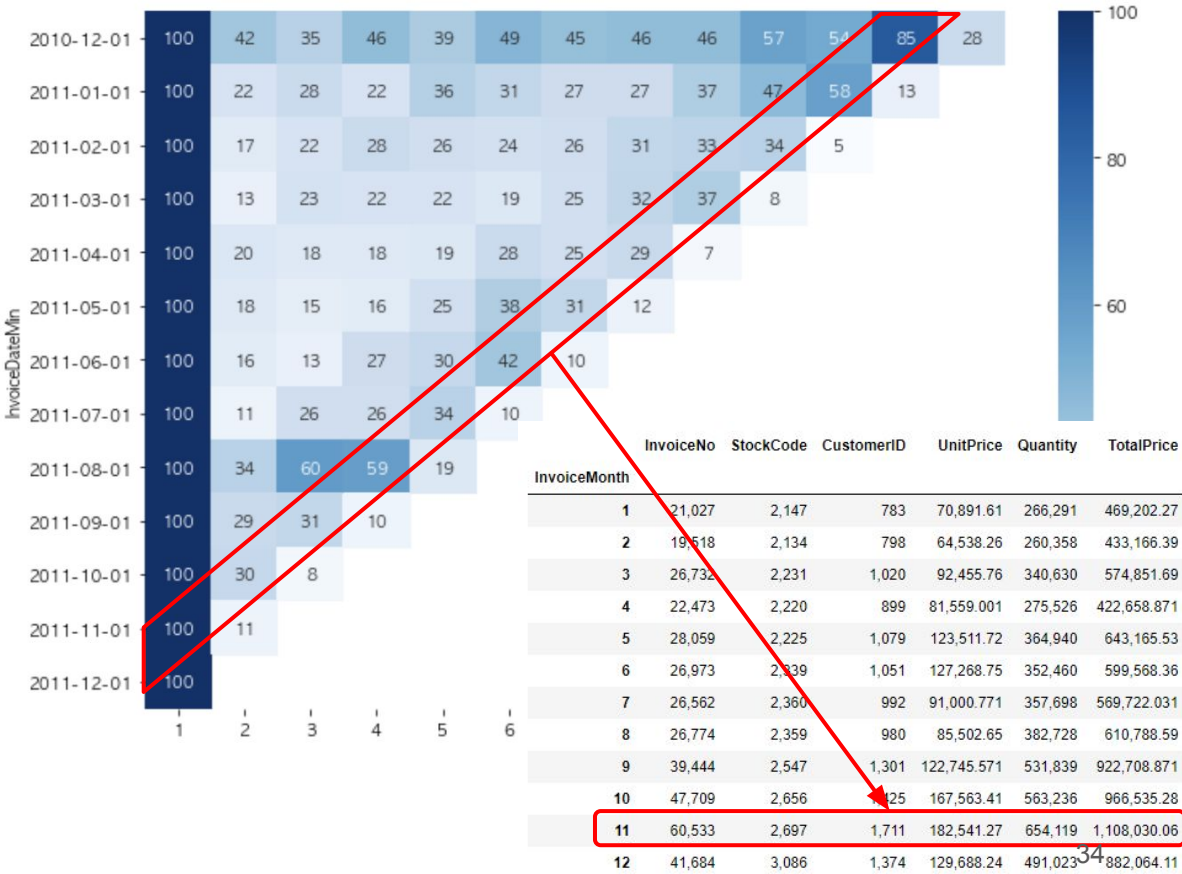 100
2010-12-01 100 42 35 46 39 49 45 46 46 57 54 85 28
2011-01-01 100 22 28 22 36 31 27 27 37 47 58 13
2011-02-01 100 17 22 28 26 24 26 31 33 34 5
80
2011-03-01 100 13 23 22 22 19 25 32 37 8
2011-04-01 100 20 18 18 19 28 25 29 7
2011-05-01 100 18 15 16 25 38 31 12
60
InvoiceDateMin
2011-06-01 100 16 13 27 30 42 10
2011-07-01 100 11 26 26 34 10
2011-08-01 100 34 60 59 19
2011-09-01 100 29 31 10
2011-10-01 100 30 8
2011-11-01 100 11
2011-12-01 100
1 2 3 4 5 6
InvoiceNo StockCode CustomerID UnitPrice Quantity TotalPrice
InvoiceMonth
1 21,027 2,147 783 70,891.61 266,291 469,202.27
2 19,518 2,134 798 64,538.26 260,358 433,166.39
3 26,732 2,231 1,020 92,455.76 340,630 574,851.69
4 22,473 2,220 899 81,559.001 275,526 422,658.871
5 28,059 2,225 1,079 123,511.72 364,940 643,165.53
6 26,973 2,339 1,051 127,268.75 352,460 599,568.36
7 26,562 2,360 992 91,000.771 357,698 569,722.031
8 26,774 2,359 980 85,502.65 382,728 610,788.59
9 39,444 2,547 1,301 122,745.571 531,839 922,708.871
10 47,709 2,656 1,425 167,563.41 563,236 966,535.28
11 60,533 2,697 1,711 182,541.27 654,119 1,108,030.06
12 41,684 3,086 1,374 129,688.24 491,023 882,064.11
34